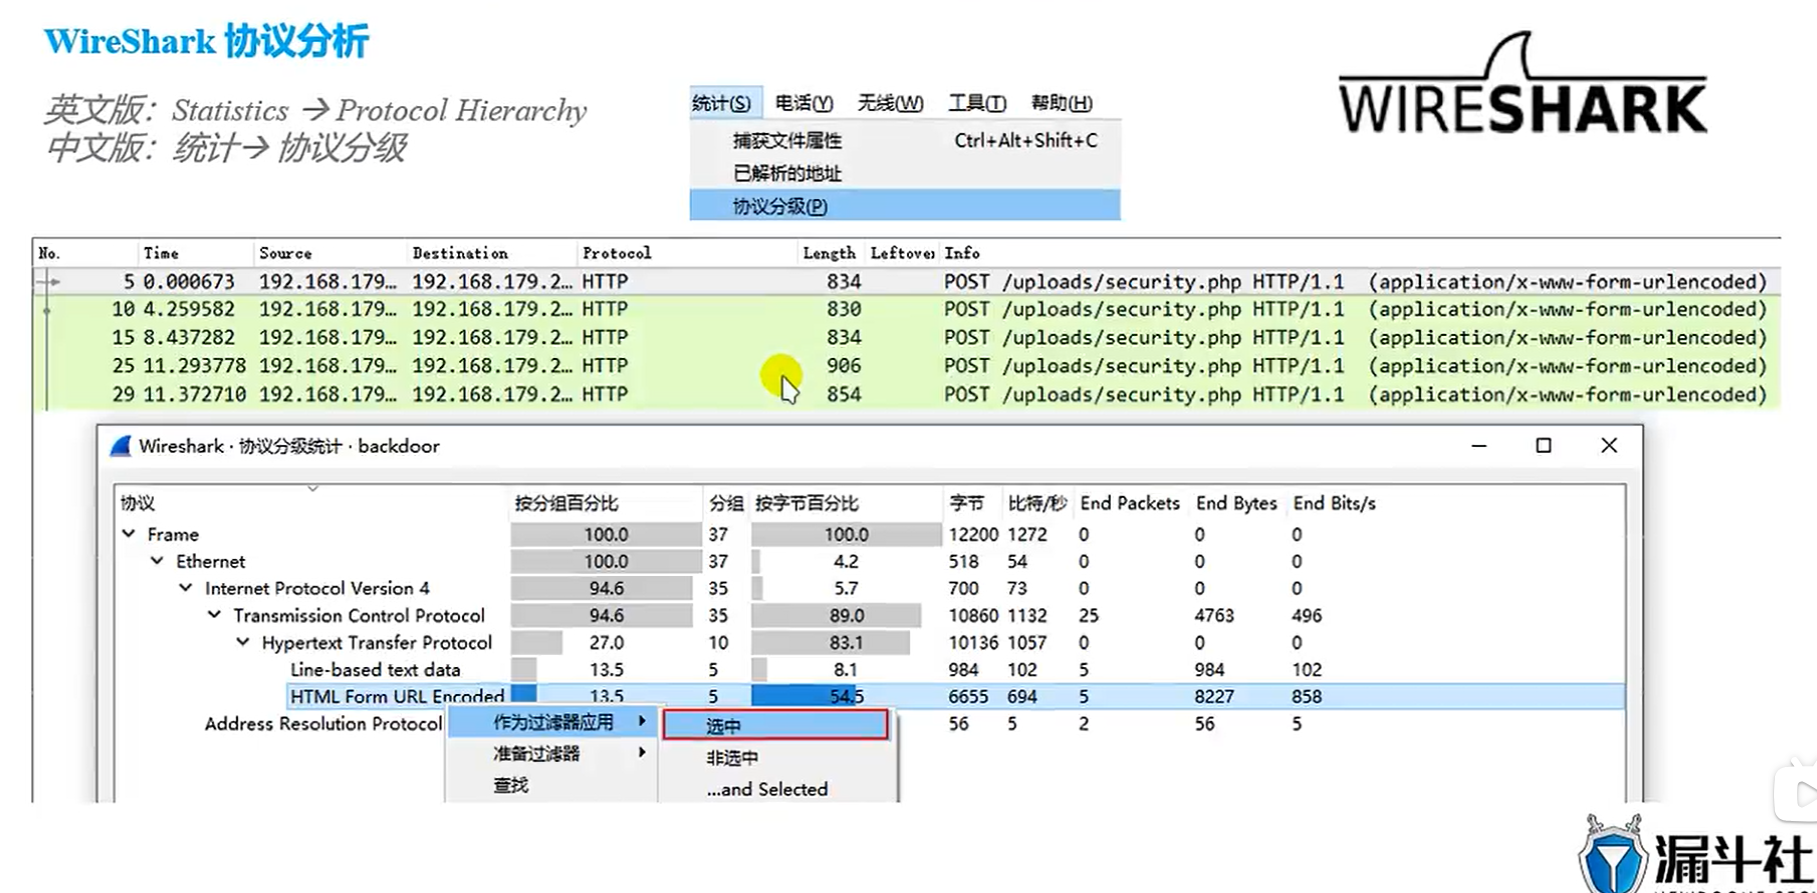 WireShark 协议分析
英文版：Statistics → Protocol Hierarchy
中文版：统计→ 协议分级
WIRESHARK
统计(S) 电话(Y) 无线(W) 工具(T) 帮助(H)
捕获文件属性 Ctrl+Alt+Shift+C
已解析的地址
协议分级(P)
No. Time Source Destination Protocol Length Leftover Info
5 0.000673 192.168.179… 192.168.179.2… HTTP 834 POST /uploads/security.php HTTP/1.1 (application/x-www-form-urlencoded)
10 4.259582 192.168.179… 192.168.179.2… HTTP 830 POST /uploads/security.php HTTP/1.1 (application/x-www-form-urlencoded)
15 8.437282 192.168.179… 192.168.179.2… HTTP 834 POST /uploads/security.php HTTP/1.1 (application/x-www-form-urlencoded)
25 11.293778 192.168.179… 192.168.179.2… HTTP 906 POST /uploads/security.php HTTP/1.1 (application/x-www-form-urlencoded)
29 11.372710 192.168.179… 192.168.179.2… HTTP 854 POST /uploads/security.php HTTP/1.1 (application/x-www-form-urlencoded)
Wireshark · 协议分级统计 · backdoor
协议 按分组百分比 分组 按字节百分比 字节 比特/秒 End Packets End Bytes End Bits/s
Frame 100.0 37 100.0 12200 1272 0 0 0
Ethernet 100.0 37 4.2 518 54 0 0 0
Internet Protocol Version 4 94.6 35 5.7 700 73 0 0 0
Transmission Control Protocol 94.6 35 89.0 10860 1132 25 4763 496
Hypertext Transfer Protocol 27.0 10 83.1 10136 1057 0 0 0
Line-based text data 13.5 5 8.1 984 102 5 984 102
HTML Form URL Encoded 13.5 5 54.5 6655 694 5 8227 858
Address Resolution Protocol 56 5 2 56 5
作为过滤器应用 选中
准备过滤器 非选中
查找 …and Selected
漏斗社